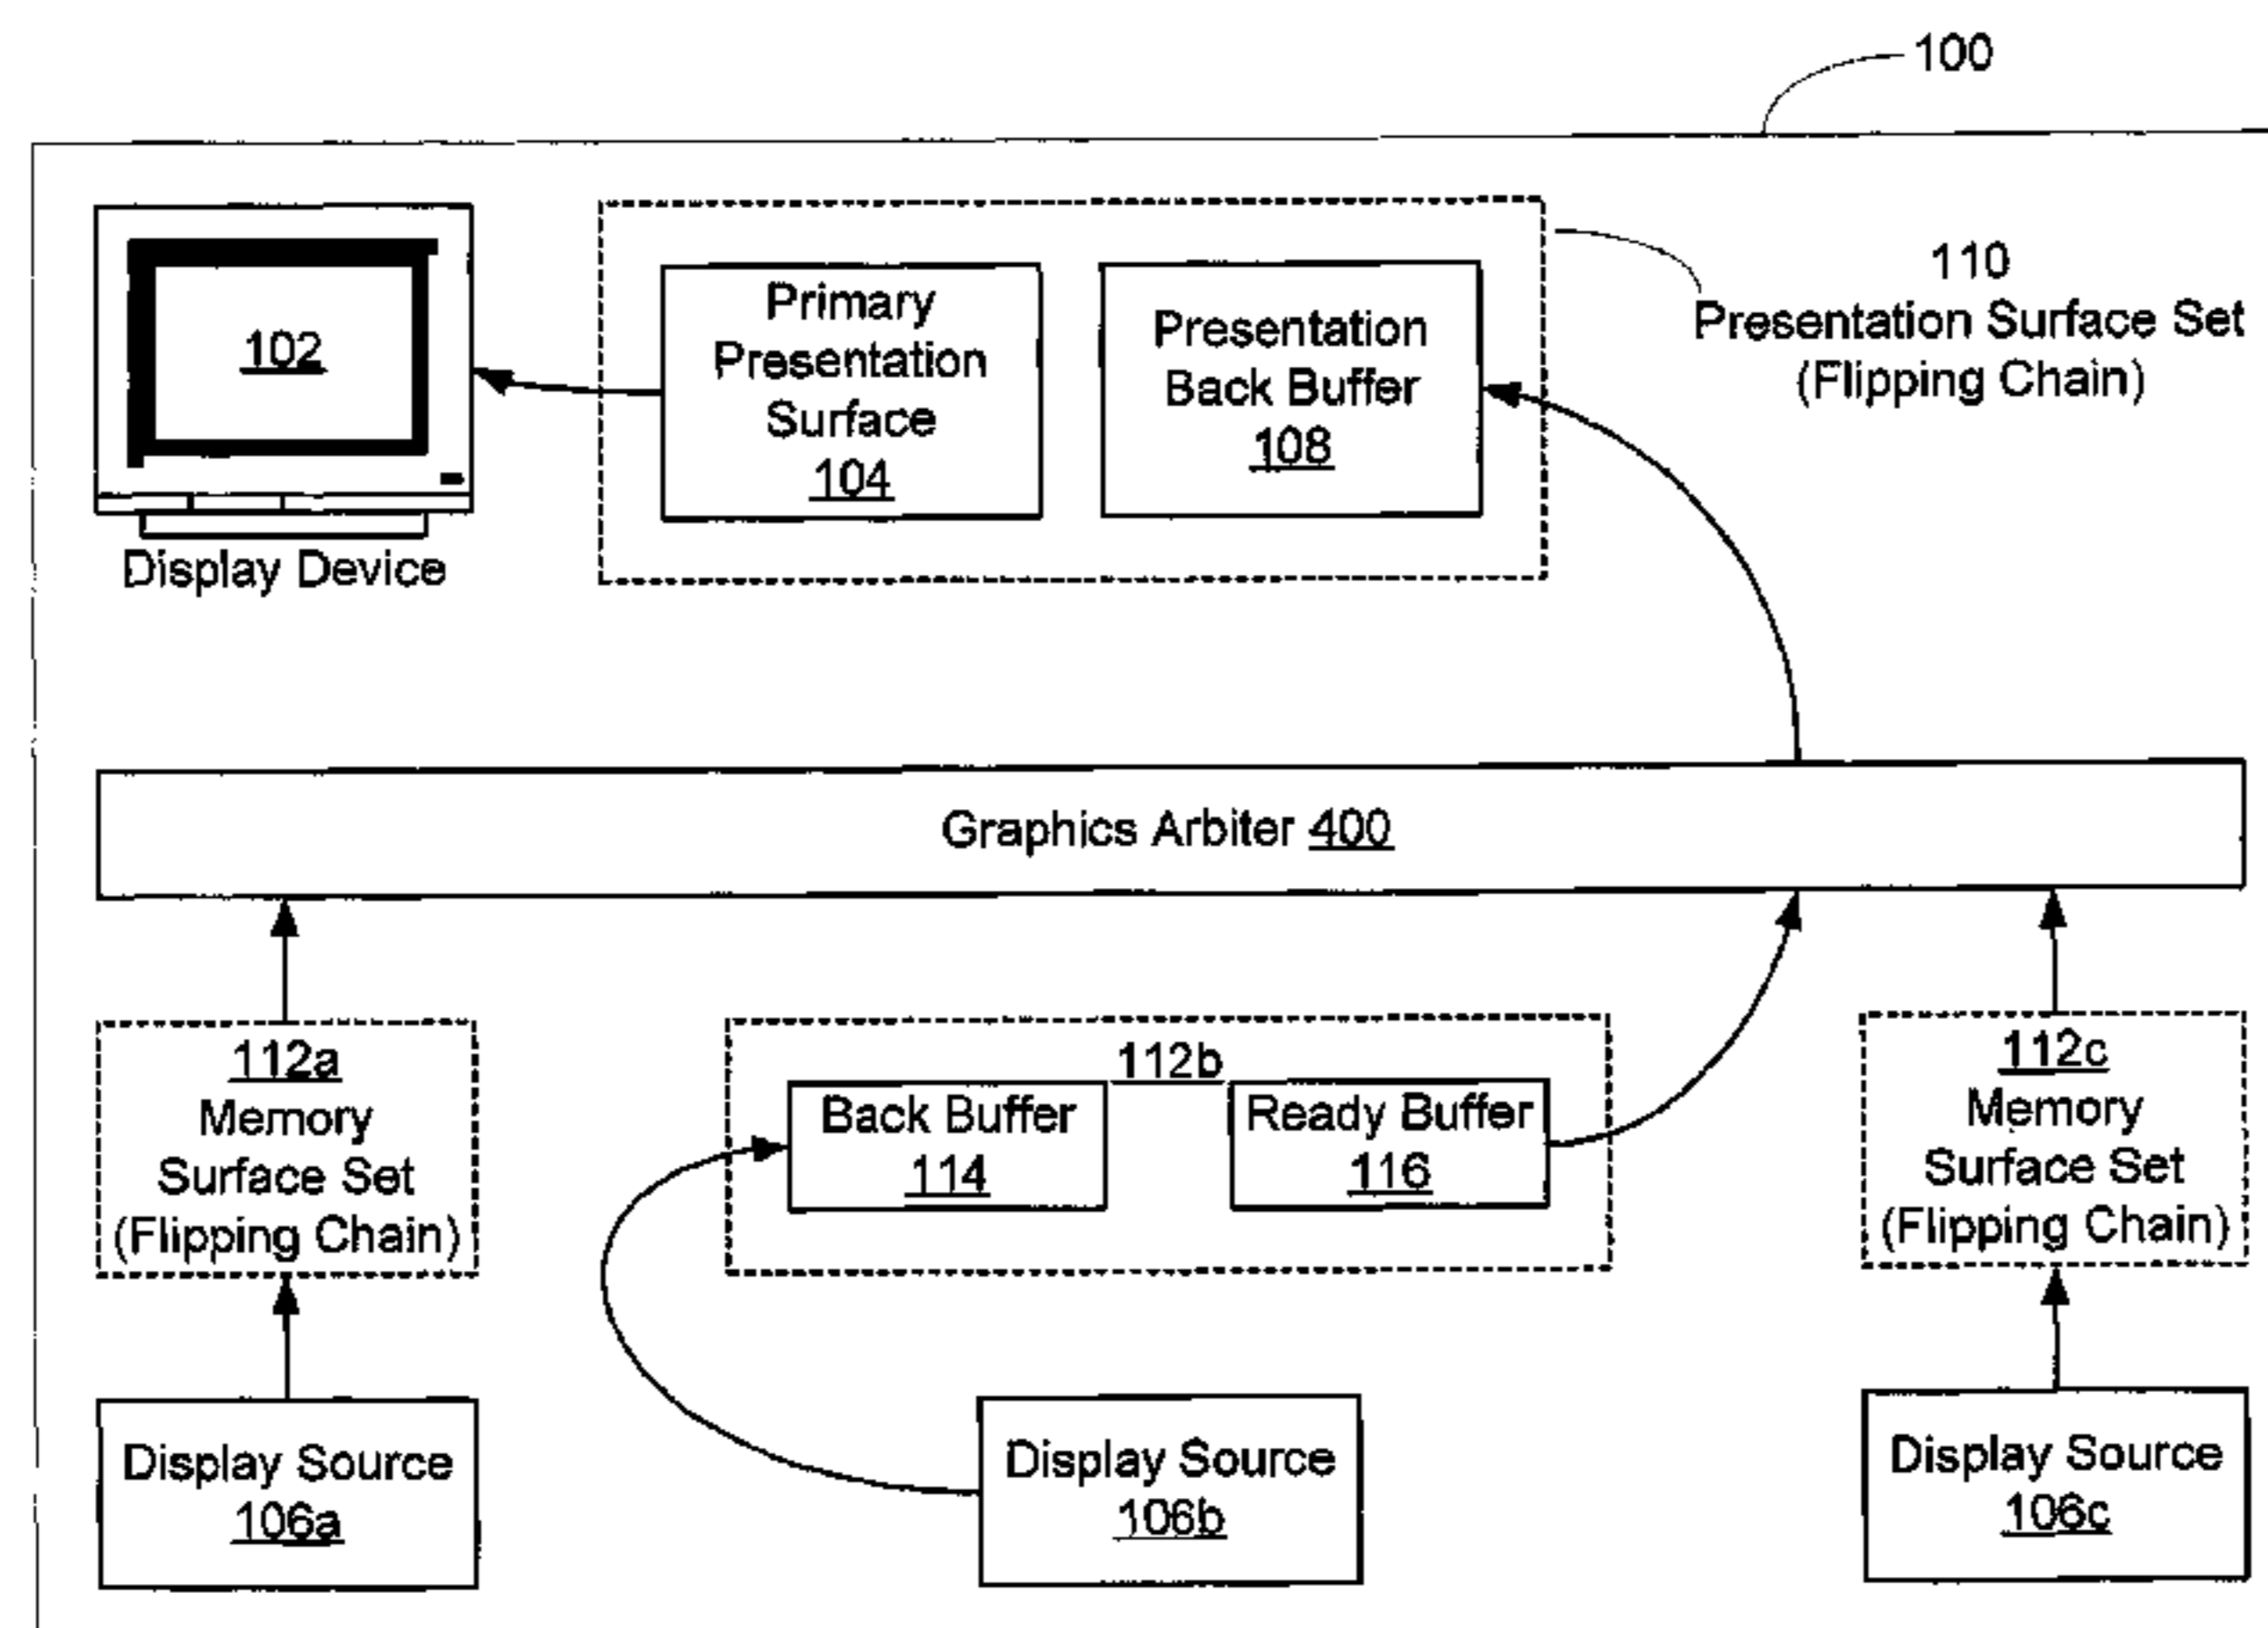 100
102
Display Device
Primary
Presentation
Surface
104
Presentation
Back Buffer
108
110
Presentation Surface Set
(Flipping Chain)
Graphics Arbiter 400
112a
Memory
Surface Set
(Flipping Chain)
112b
Back Buffer
114
Ready Buffer
116
112c
Memory
Surface Set
(Flipping Chain)
Display Source
106a
Display Source
106b
Display Source
106c